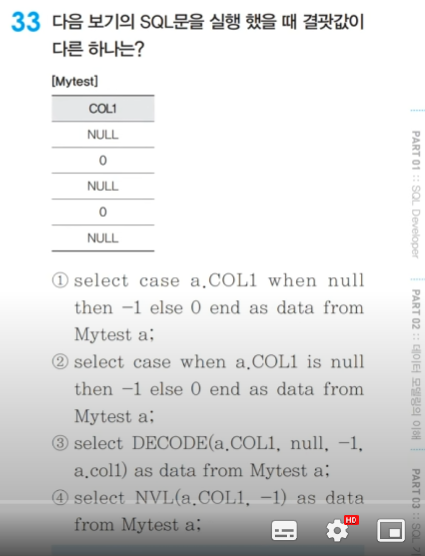 33 다음 보기의 SQL문을 실행 했을 때 결괏값이
다른 하나는?
[Mytest]
COL1
NULL
0
NULL
0
NULL
① select case a.COL1 when null
then -1 else 0 end as data from
Mytest a;
② select case when a.COL1 is null
then -1 else 0 end as data from
Mytest a;
③ select DECODE(a.COL1, null, -1,
a.col1) as data from Mytest a;
④ select NVL(a.COL1, -1) as data
from Mytest a;
PART 01 :: SQL Developer
PART 02 :: 데이터 모델링의 이해
PART 03 :: SQL
HD